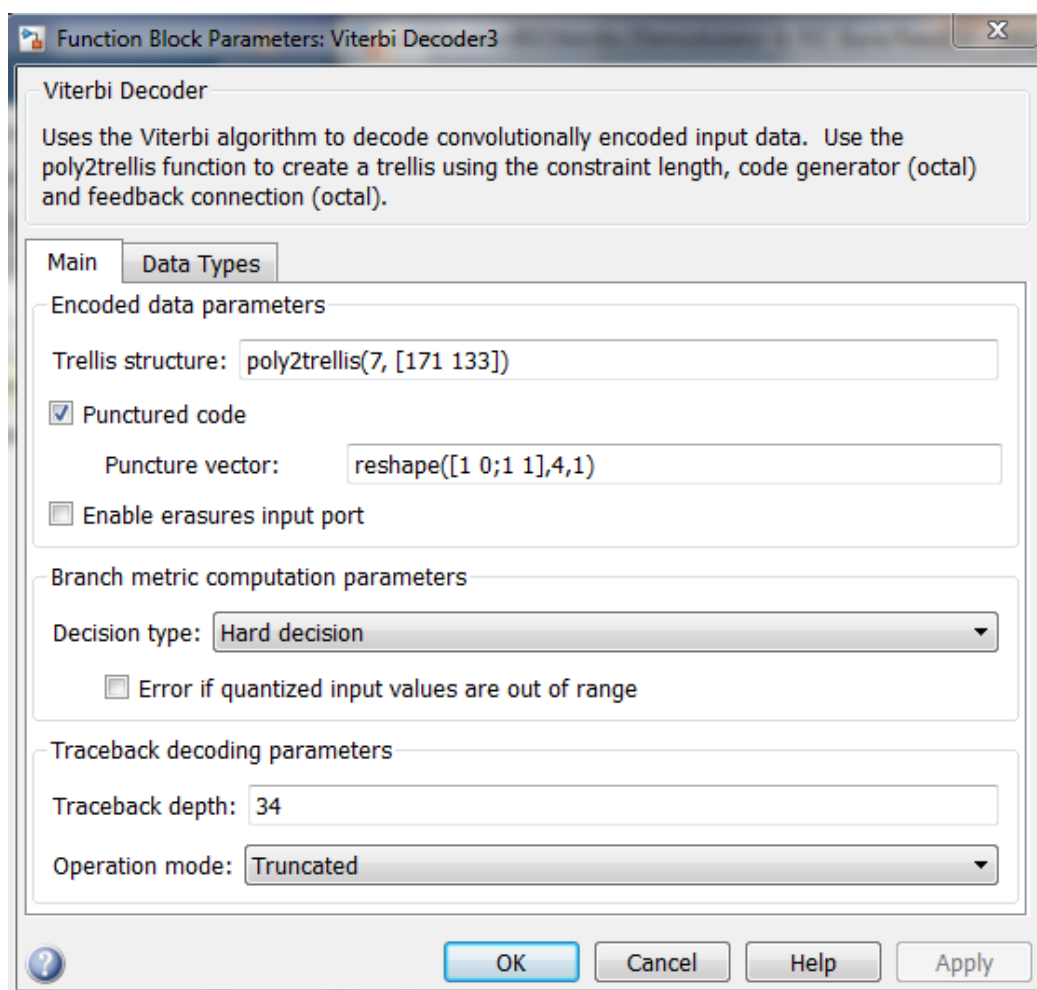 Function Block Parameters: Viterbi Decoder3
Viterbi Decoder
Uses the Viterbi algorithm to decode convolutionally encoded input data. Use the
poly2trellis function to create a trellis using the constraint length, code generator (octal)
and feedback connection (octal).
Main Data Types
Encoded data parameters
Trellis structure: poly2trellis(7, [171 133])
Punctured code
Puncture vector: reshape([1 0;1 1],4,1)
Enable erasures input port
Branch metric computation parameters
Decision type: Hard decision
Error if quantized input values are out of range
Traceback decoding parameters
Traceback depth: 34
Operation mode: Truncated
OK Cancel Help Apply